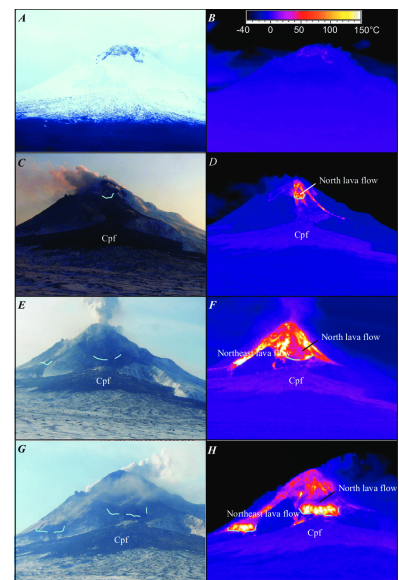 A
B
-40 0 50 100 150°C
C
D
North lava flow
Cpf
Cpf
E
F
North lava flow
Northeast lava flow
Cpf
Cpf
G
H
North lava flow
Northeast lava flow
Cpf
Cpf